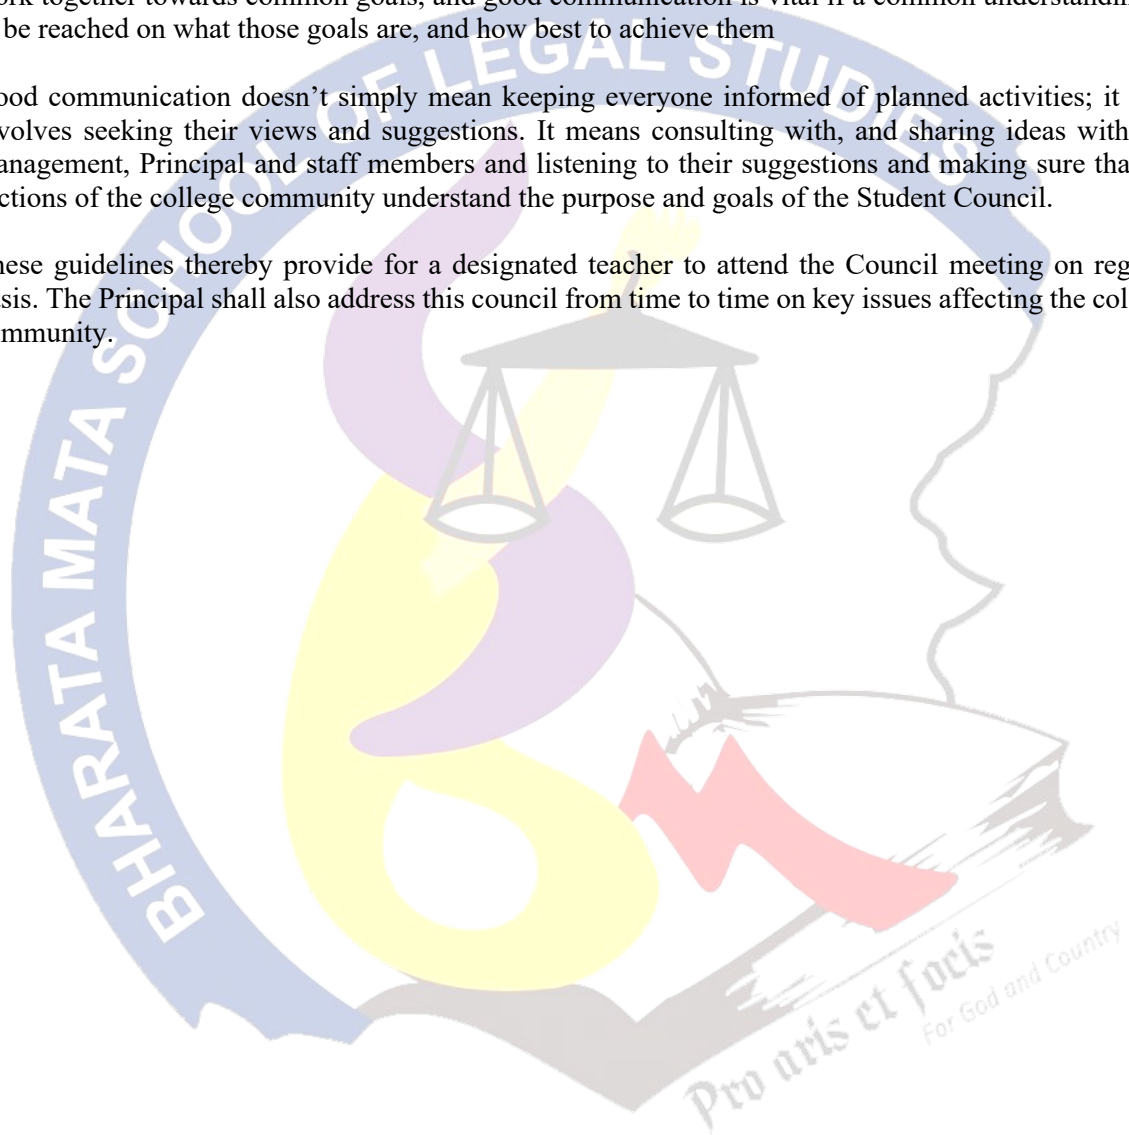 work together towards common goals, and good communication is vital if a common understanding
be reached on what those goals are, and how best to achieve them
ood communication doesn’t simply mean keeping everyone informed of planned activities; it
volves seeking their views and suggestions. It means consulting with, and sharing ideas with
anagement, Principal and staff members and listening to their suggestions and making sure tha
ctions of the college community understand the purpose and goals of the Student Council.
hese guidelines thereby provide for a designated teacher to attend the Council meeting on reg
asis. The Principal shall also address this council from time to time on key issues affecting the col
mmunity.
BHARATA MATA SCHOOL OF LEGAL STUDIES
Pro aris et focis
For God and Country